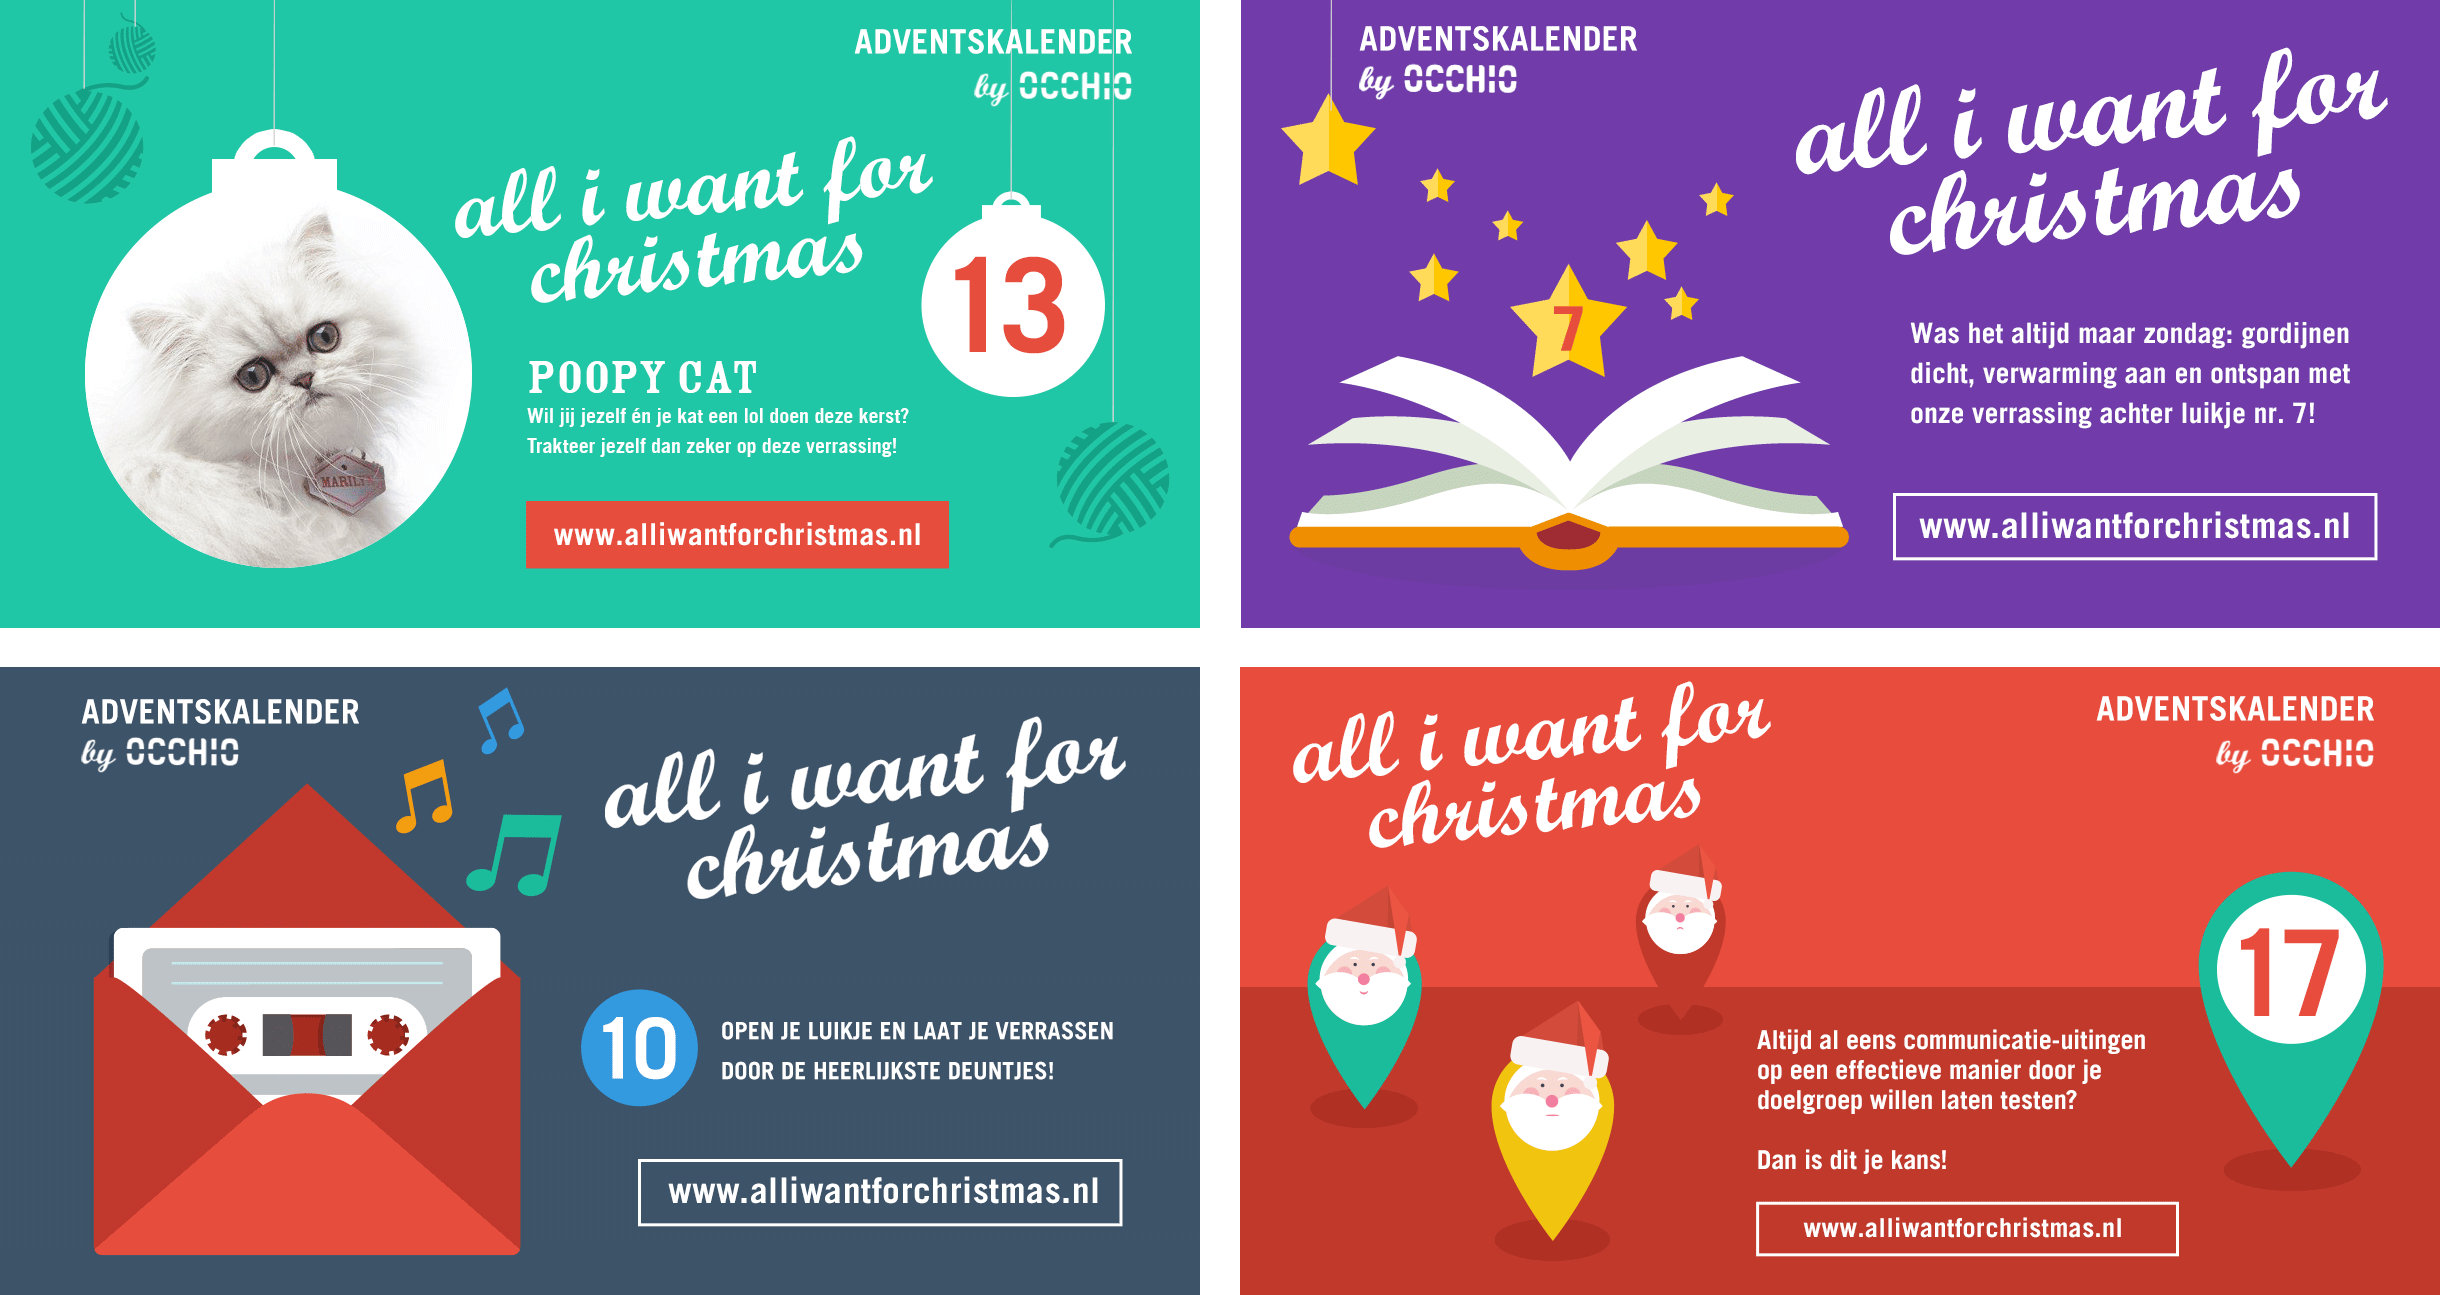 ADVENTSKALENDER
by OCCHIO
all i want for
christmas
13
POOPY CAT
Wil jij jezelf én je kat een lol doen deze kerst?
Trakteer jezelf dan zeker op deze verrassing!
MARILY
www.alliwantforchristmas.nl
ADVENTSKALENDER
by OCCHIO
all i want for
christmas
7
Was het altijd maar zondag: gordijnen
dicht, verwarming aan en ontspan met
onze verrassing achter luikje nr. 7!
www.alliwantforchristmas.nl
ADVENTSKALENDER
by OCCHIO
all i want for
christmas
10
OPEN JE LUIKJE EN LAAT JE VERRASSEN
DOOR DE HEERLIJKSTE DEUNTJES!
www.alliwantforchristmas.nl
all i want for
christmas
ADVENTSKALENDER
by OCCHIO
17
Altijd al eens communicatie-uitingen
op een effectieve manier door je
doelgroep willen laten testen?
Dan is dit je kans!
www.alliwantforchristmas.nl